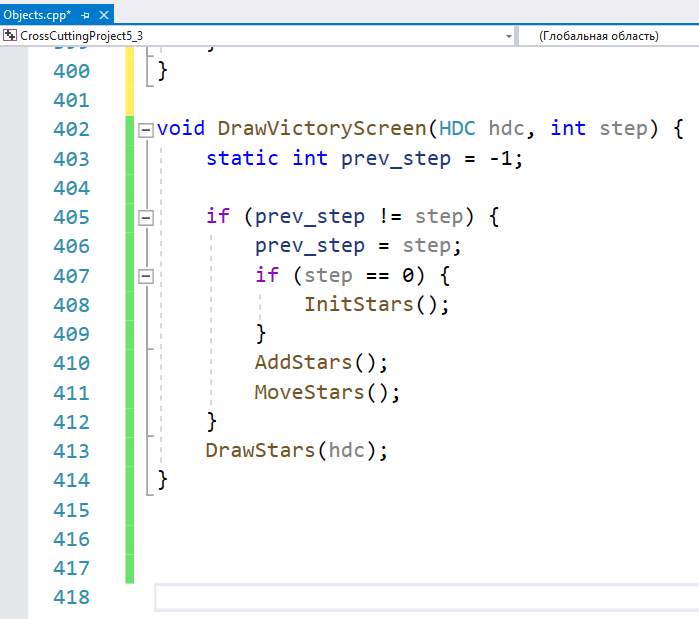 Objects.cpp*
CrossCuttingProject5_3 (Глобальная область)
400 }
401
402 void DrawVictoryScreen(HDC hdc, int step) {
403 static int prev_step = -1;
404
405 if (prev_step != step) {
406 prev_step = step;
407 if (step == 0) {
408 InitStars();
409 }
410 AddStars();
411 MoveStars();
412 }
413 DrawStars(hdc);
414 }
415
416
417
418